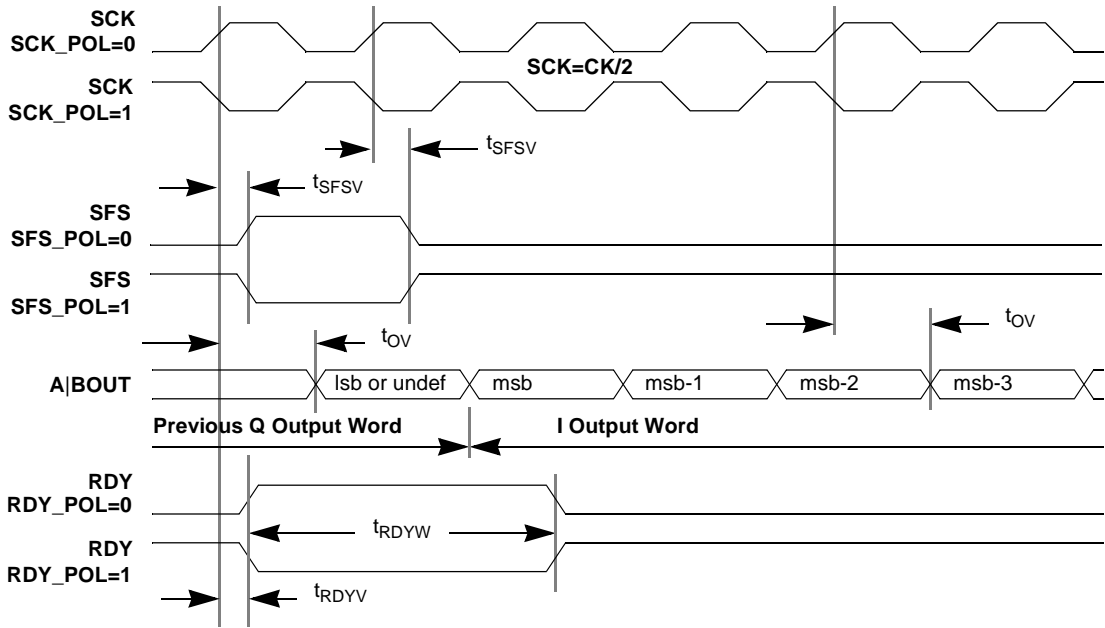 SCK
SCK_POL=0
SCK=CK/2
SCK
SCK_POL=1
tSFSV
tSFSV
SFS
SFS_POL=0
SFS
SFS_POL=1
tOV
tOV
A|BOUT
lsb or undef
msb
msb-1
msb-2
msb-3
Previous Q Output Word
I Output Word
RDY
RDY_POL=0
tRDYW
RDY
RDY_POL=1
tRDYV